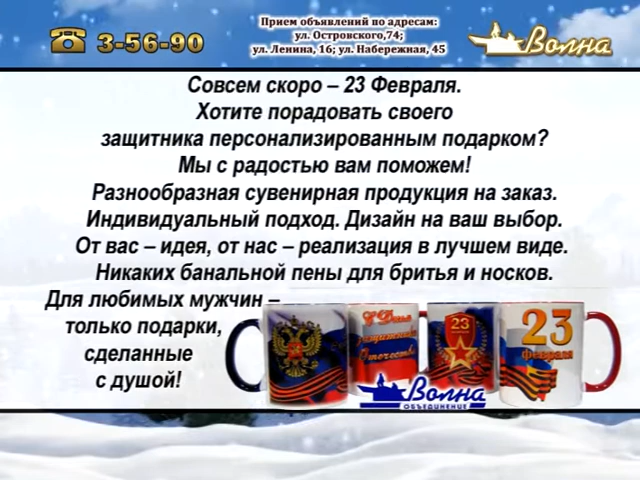 3-56-90
Прием объявлений по адресам:
ул. Островского,74;
ул. Ленина, 16; ул. Набережная, 45
Волна
Совсем скоро – 23 Февраля.
Хотите порадовать своего
защитника персонализированным подарком?
Мы с радостью вам поможем!
Разнообразная сувенирная продукция на заказ.
Индивидуальный подход. Дизайн на ваш выбор.
От вас – идея, от нас – реализация в лучшем виде.
Никаких банальной пены для бритья и носков.
Для любимых мужчин –
только подарки,
сделанные
с душой!
С Днем
Защитника
Отечества
23
23
февраля
Волна
ОБЪЕДИНЕНИЕ